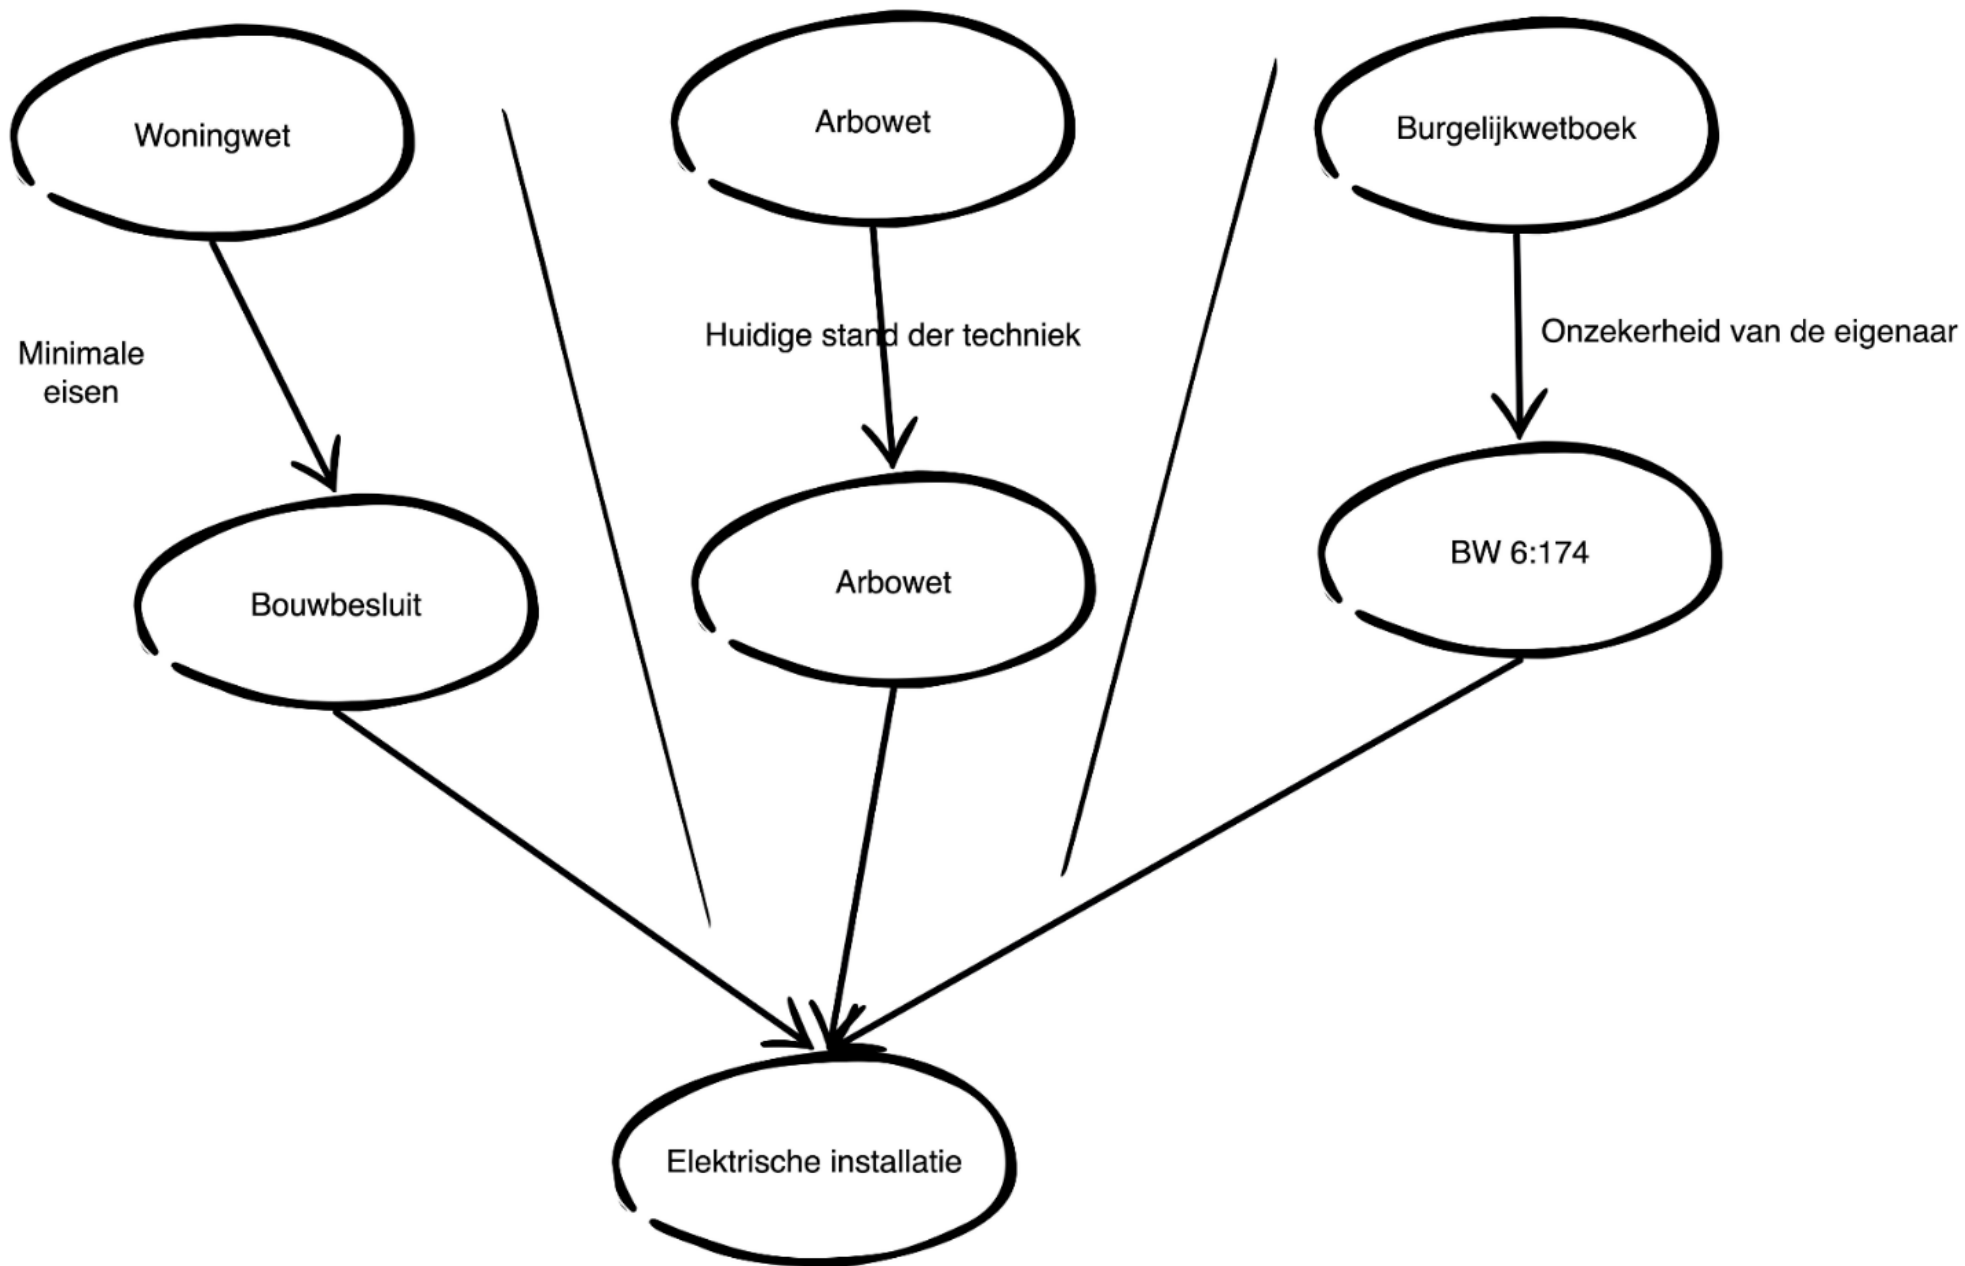 Woningwet
Arbowet
Burgelijkwetboek
Minimale
eisen
Huidige stand der techniek
Onzekerheid van de eigenaar
Bouwbesluit
Arbowet
BW 6:174
Elektrische installatie